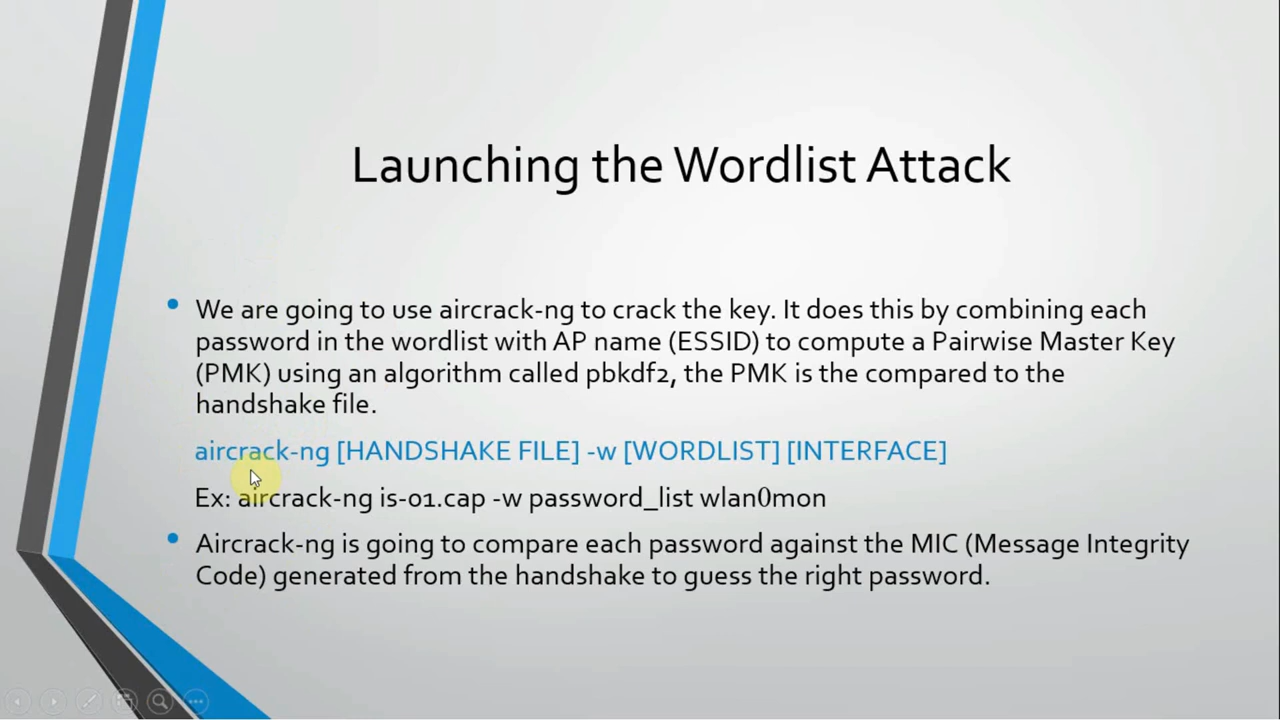 Launching the Wordlist Attack
We are going to use aircrack-ng to crack the key. It does this by combining each
password in the wordlist with AP name (ESSID) to compute a Pairwise Master Key
(PMK) using an algorithm called pbkdf2, the PMK is the compared to the
handshake file.
aircrack-ng [HANDSHAKE FILE] -w [WORDLIST] [INTERFACE]
Ex: aircrack-ng is-01.cap -w password_list wlan0mon
Aircrack-ng is going to compare each password against the MIC (Message Integrity
Code) generated from the handshake to guess the right password.